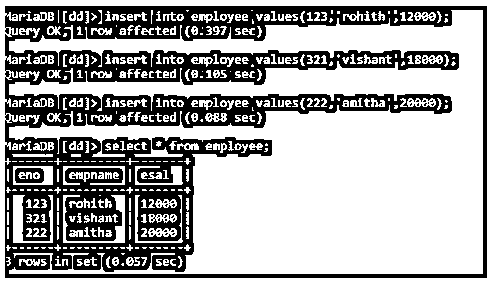 MariaDB [dd]> insert into employee values(123,'rohith',12000);
Query OK, 1 row affected (0.397 sec)
MariaDB [dd]> insert into employee values(321,'vishant',18000);
Query OK, 1 row affected (0.105 sec)
MariaDB [dd]> insert into employee values(222,'amitha',20000);
Query OK, 1 row affected (0.088 sec)
MariaDB [dd]> select * from employee;
+-----+---------+-------+
| eno | empname | esal |
+-----+---------+-------+
| 123 | rohith | 12000 |
| 321 | vishant | 18000 |
| 222 | amitha | 20000 |
+-----+---------+-------+
3 rows in set (0.057 sec)